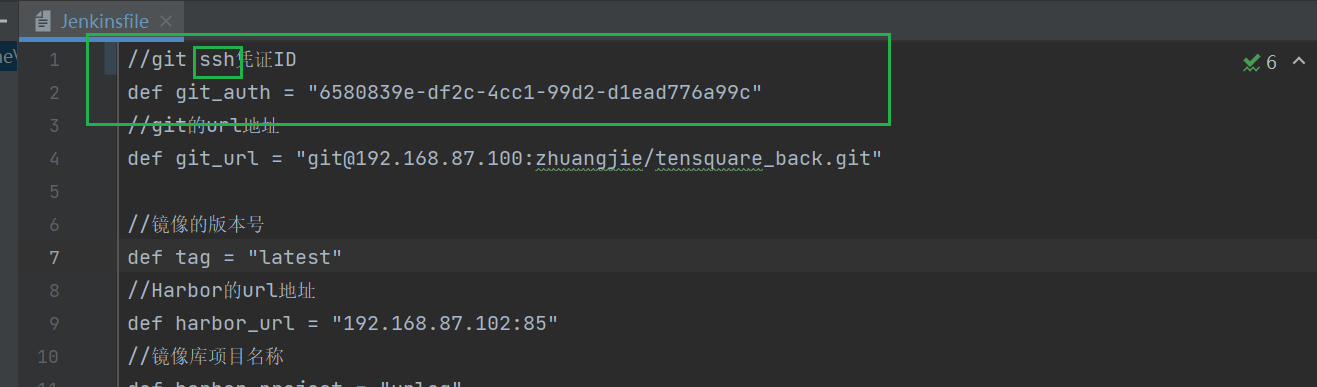 Jenkinsfile
1 //git ssh凭证ID
6
2 def git_auth = "6580839e-df2c-4cc1-99d2-d1ead776a99c"
3 //git的url地址
4 def git_url = "git@192.168.87.100:zhuangjie/tensquare_back.git"
5
6 //镜像的版本号
7 def tag = "latest"
8 //Harbor的url地址
9 def harbor_url = "192.168.87.102:85"
10 //镜像库项目名称